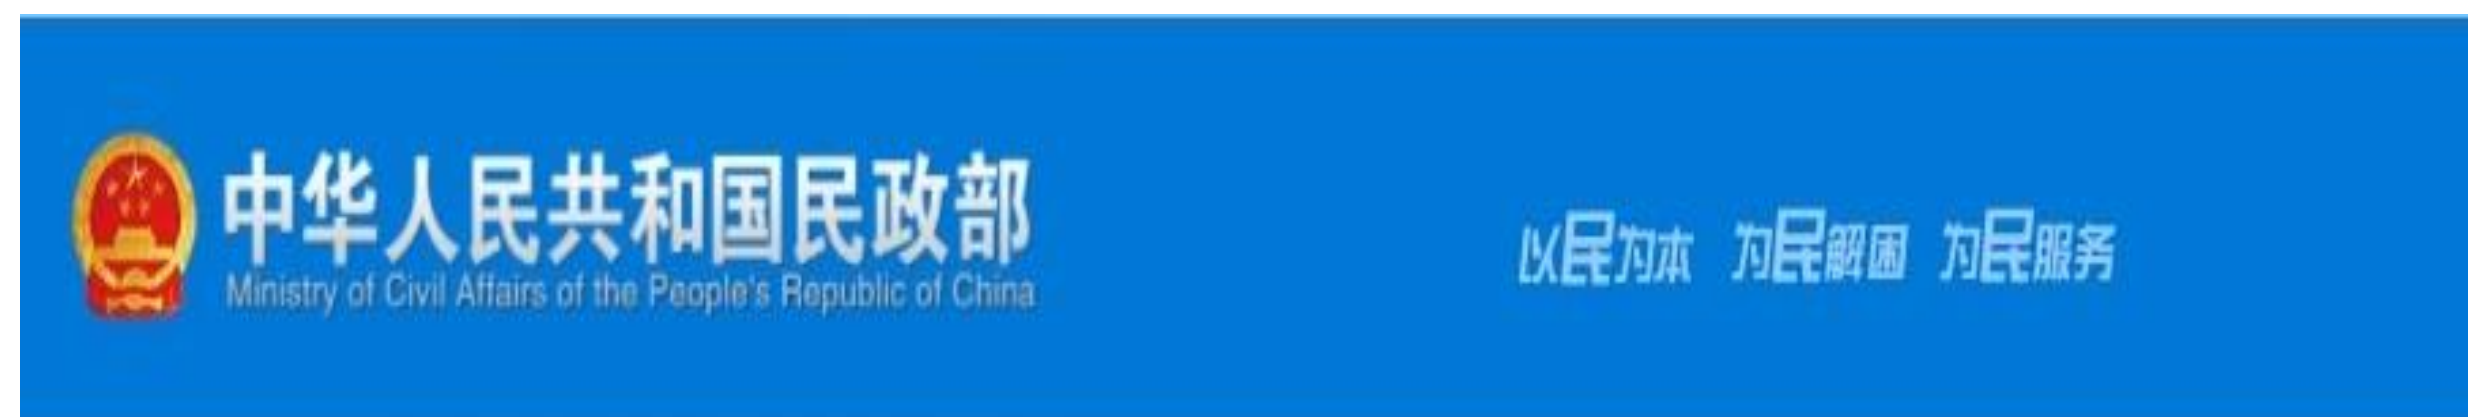 中华人民共和国民政部
Ministry of Civil Affairs of the People's Republic of China
以民为本 为民解困 为民服务